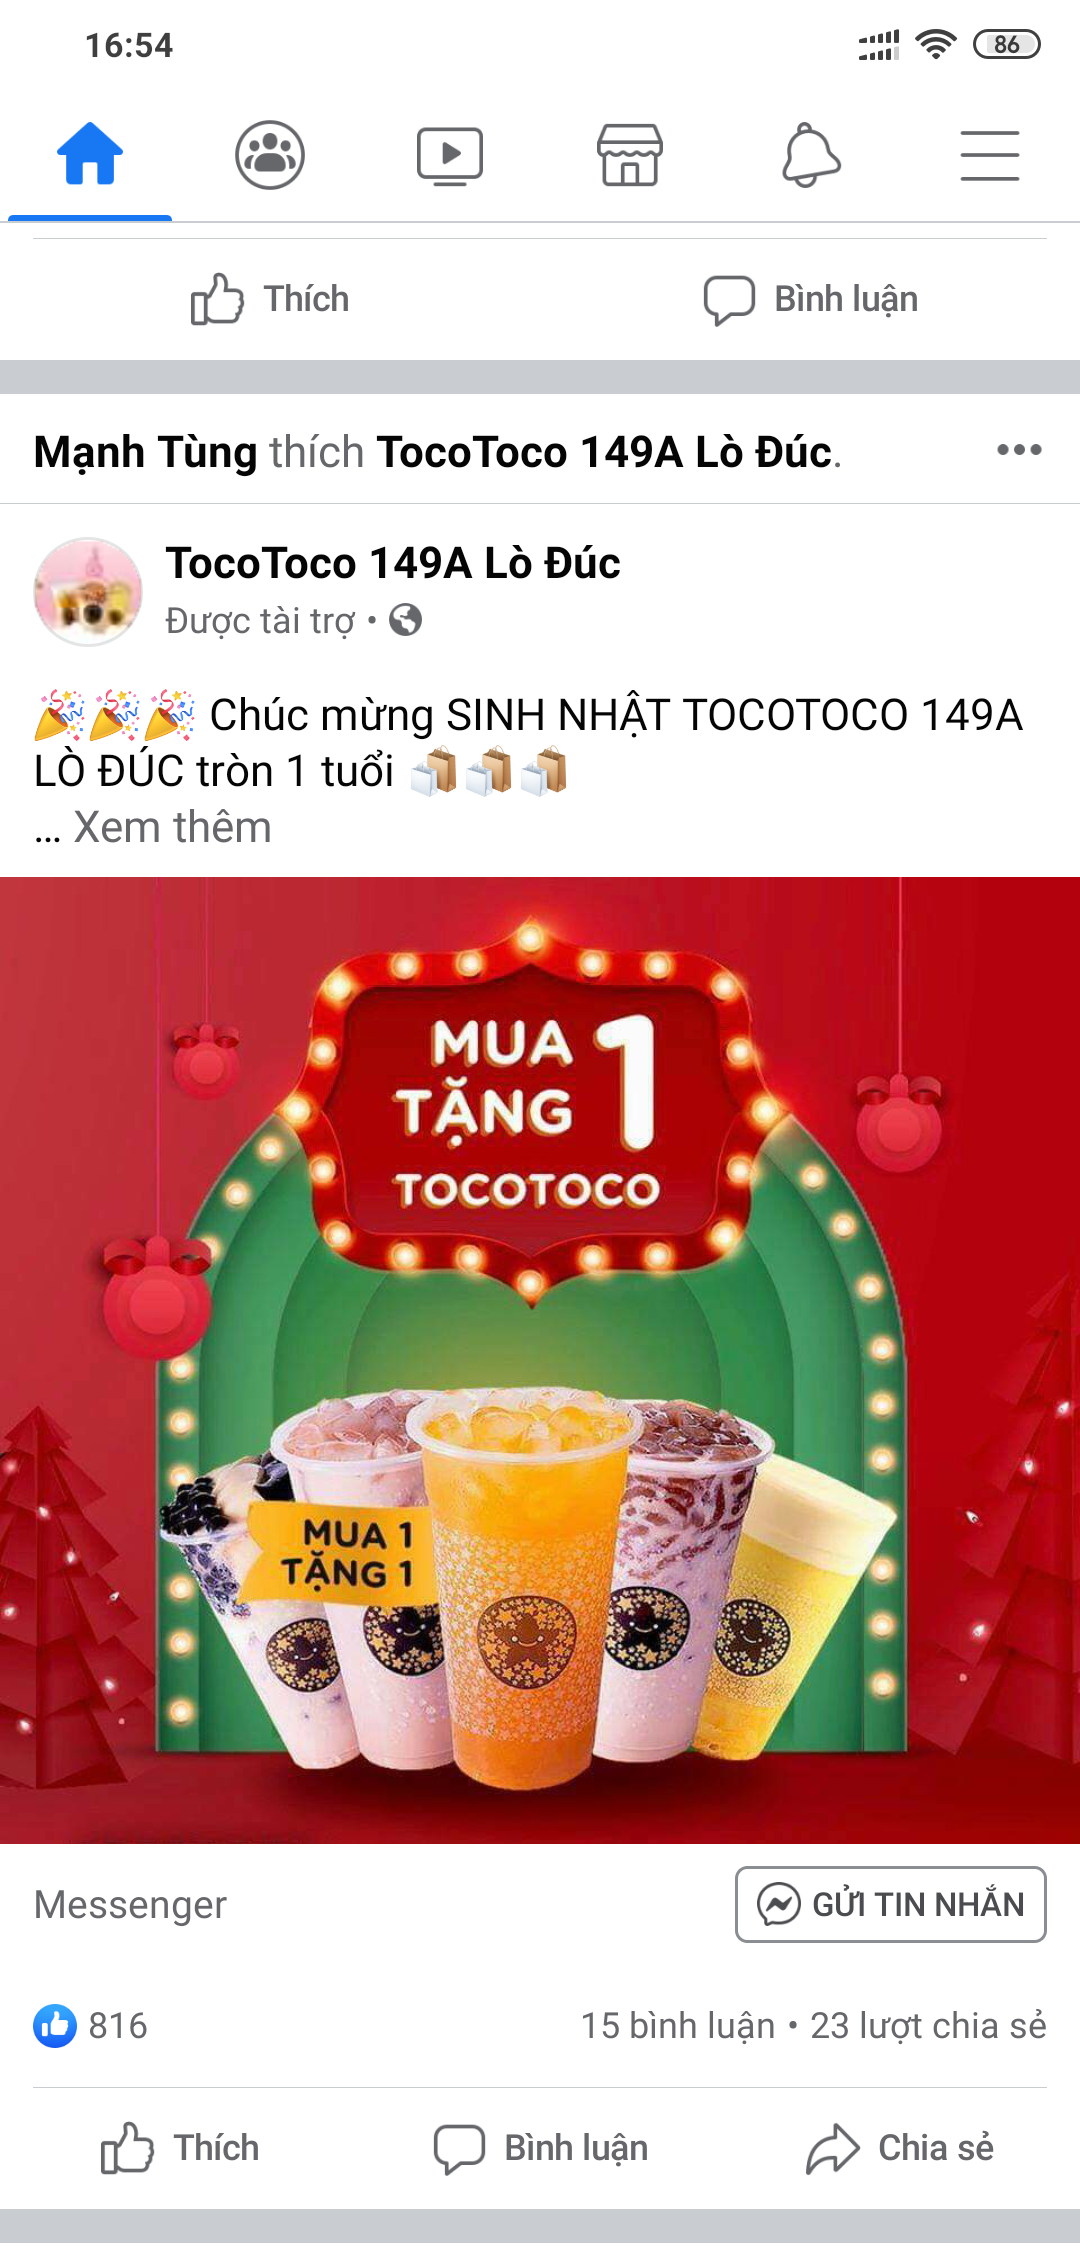 16:54
86
Thích
Bình luận
Mạnh Tùng thích TocoToco 149A Lò Đúc.
TocoToco 149A Lò Đúc
Được tài trợ •
🎉🎉🎉 Chúc mừng SINH NHẬT TOCOTOCO 149A
LÒ ĐÚC tròn 1 tuổi 🛍️🛍️🛍️
... Xem thêm
MUA 1
TẶNG
TOCOTOCO
MUA 1
TẶNG 1
Messenger
GỬI TIN NHẮN
816
15 bình luận • 23 lượt chia sẻ
Thích
Bình luận
Chia sẻ